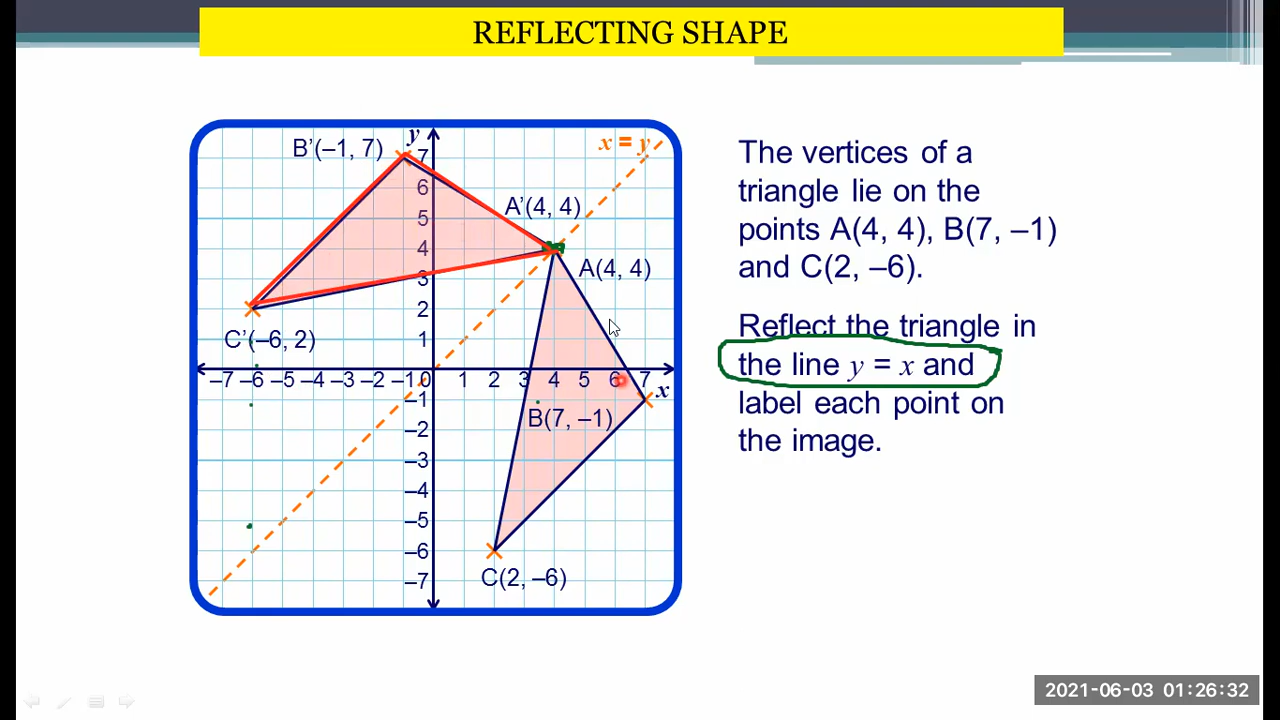 REFLECTING SHAPE
B’(–1, 7)
y
x = y
7
6
A’(4, 4)
5
4
A(4, 4)
3
2
C’(–6, 2)
1
–7 –6 –5 –4 –3 –2 –1 0 1 2 3 4 5 6 7
x
–1
B(7, –1)
–2
–3
–4
–5
–6
C(2, –6)
–7
The vertices of a
triangle lie on the
points A(4, 4), B(7, –1)
and C(2, –6).
Reflect the triangle in
the line y = x and
label each point on
the image.
2021-06-03 01:26:32